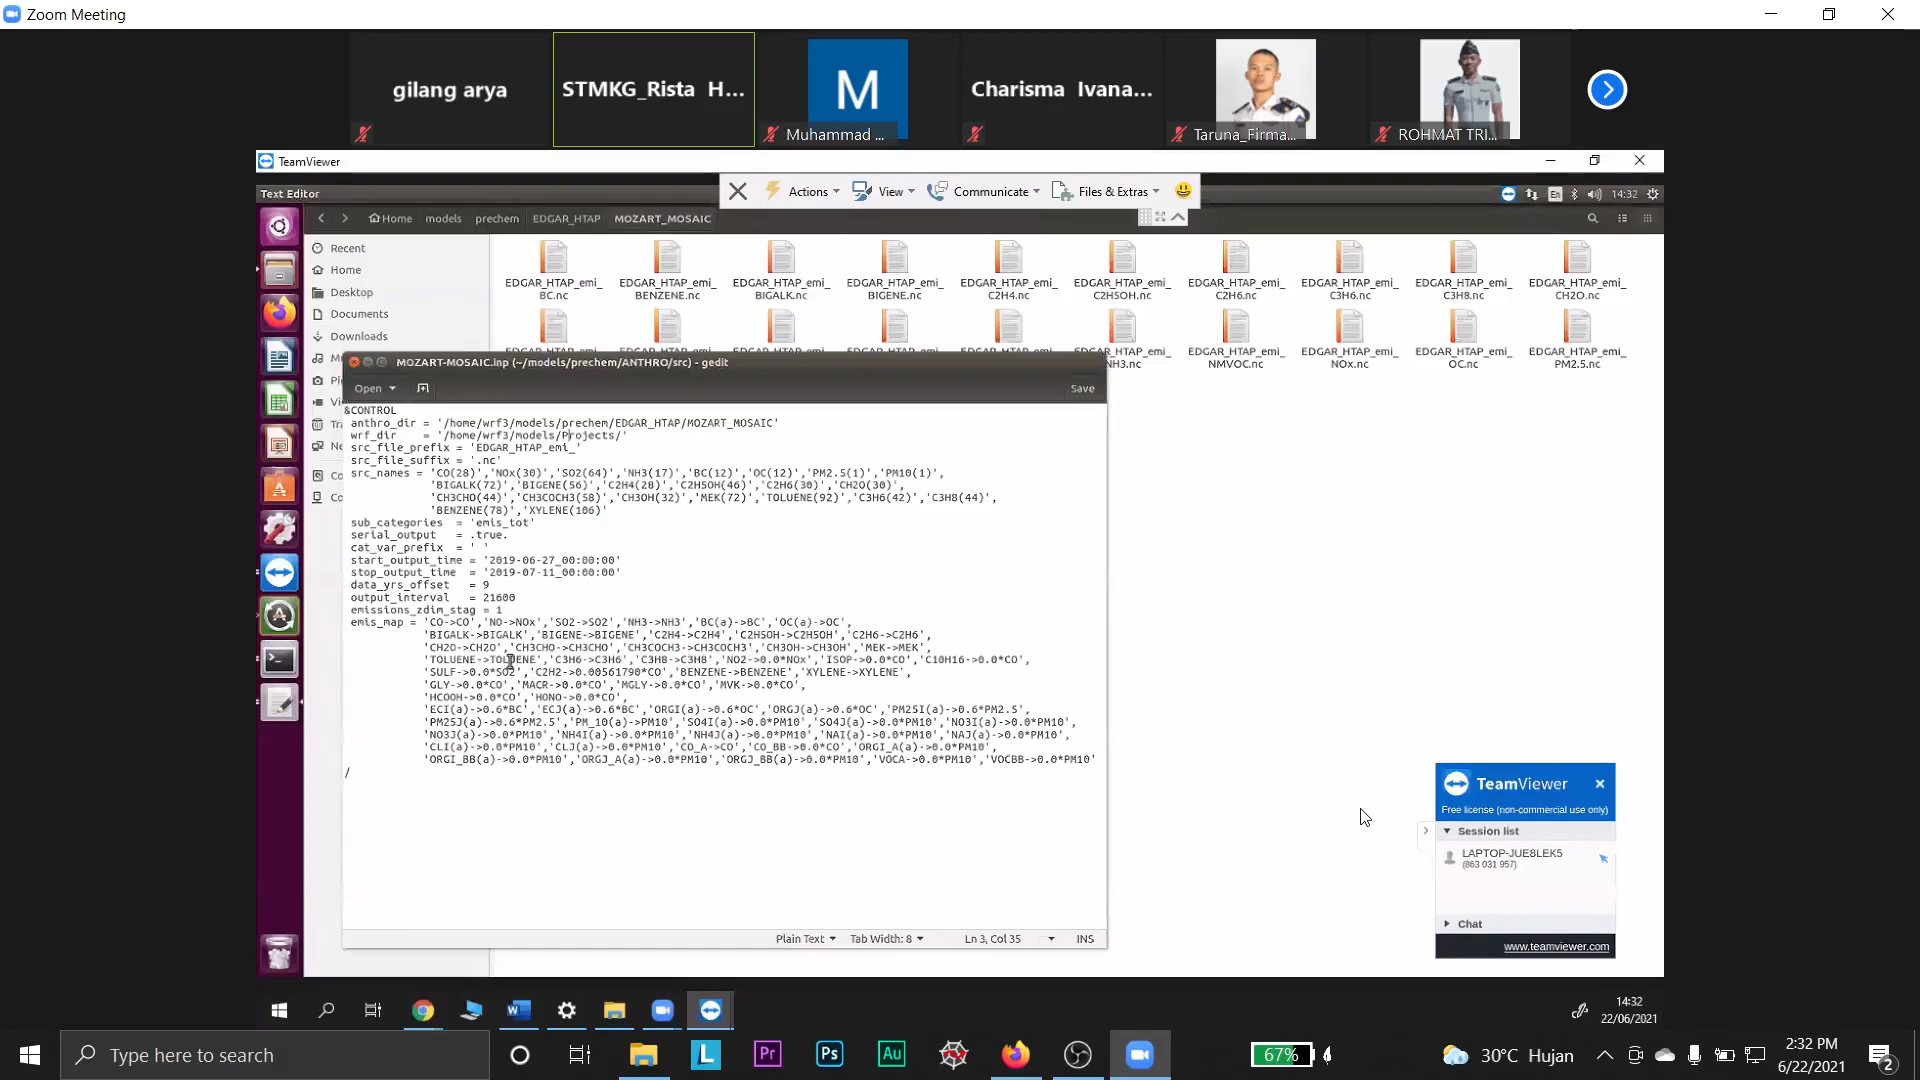 Zoom Meeting
gilang arya
STMKG_Rista H...
M
Muhammad ...
Charisma Ivana...
Taruna_Firma...
ROHMAT TRI...
TeamViewer
Text Editor
Actions
View
Communicate
Files & Extras
En
14:32
Home
models
prechem
EDGAR_HTAP
MOZART_MOSAIC
Recent
Home
Desktop
Documents
Downloads
EDGAR_HTAP_emi_BC.nc
EDGAR_HTAP_emi_BENZENE.nc
EDGAR_HTAP_emi_BIGALK.nc
EDGAR_HTAP_emi_BIGENE.nc
EDGAR_HTAP_emi_C2H4.nc
EDGAR_HTAP_emi_C2H5OH.nc
EDGAR_HTAP_emi_C2H6.nc
EDGAR_HTAP_emi_C3H6.nc
EDGAR_HTAP_emi_C3H8.nc
EDGAR_HTAP_emi_CH2O.nc
EDGAR_HTAP_emi_NH3.nc
EDGAR_HTAP_emi_NMVOC.nc
EDGAR_HTAP_emi_NOx.nc
EDGAR_HTAP_emi_OC.nc
EDGAR_HTAP_emi_PM2.5.nc
MOZART-MOSAIC.inp (~/models/prechem/ANTHRO/src) - gedit
Open
Save
&CONTROL
anthro_dir = '/home/wrf3/models/prechem/EDGAR_HTAP/MOZART_MOSAIC'
wrf_dir = '/home/wrf3/models/Projects/'
src_file_prefix = 'EDGAR_HTAP_emi_'
src_file_suffix = '.nc'
src_names = 'CO(28)','NOx(30)','SO2(64)','NH3(17)','BC(12)','OC(12)','PM2.5(1)','PM10(1)',
'BIGALK(72)','BIGENE(56)','C2H4(28)','C2H5OH(46)','C2H6(30)','CH2O(30)',
'CH3CHO(44)','CH3COCH3(58)','CH3OH(32)','MEK(72)','TOLUENE(92)','C3H6(42)','C3H8(44)',
'BENZENE(78)','XYLENE(106)'
sub_categories = 'emis_tot'
serial_output = .true.
cat_var_prefix = ' '
start_output_time = '2019-06-27_00:00:00'
stop_output_time = '2019-07-11_00:00:00'
data_yrs_offset = 9
output_interval = 21600
emissions_zdim_stag = 1
emis_map = 'CO->CO','NO->NOx','SO2->SO2','NH3->NH3','BC(a)->BC','OC(a)->OC',
'BIGALK->BIGALK','BIGENE->BIGENE','C2H4->C2H4','C2H5OH->C2H5OH','C2H6->C2H6',
'CH2O->CH2O','CH3CHO->CH3CHO','CH3COCH3->CH3COCH3','CH3OH->CH3OH','MEK->MEK',
'TOLUENE->TOLUENE','C3H6->C3H6','C3H8->C3H8','NO2->0.0*NOx','ISOP->0.0*CO','C10H16->0.0*CO',
'SULF->0.0*SO2','C2H2->0.00561790*CO','BENZENE->BENZENE','XYLENE->XYLENE',
'GLY->0.0*CO','MACR->0.0*CO','MGLY->0.0*CO','MVK->0.0*CO',
'HCOOH->0.0*CO','HONO->0.0*CO',
'ECI(a)->0.6*BC','ECJ(a)->0.6*BC','ORGI(a)->0.6*OC','ORGJ(a)->0.6*OC','PM25I(a)->0.6*PM2.5',
'PM25J(a)->0.6*PM2.5','PM_10(a)->PM10','SO4I(a)->0.0*PM10','SO4J(a)->0.0*PM10','NO3I(a)->0.0*PM10',
'NO3J(a)->0.0*PM10','NH4I(a)->0.0*PM10','NH4J(a)->0.0*PM10','NAI(a)->0.0*PM10','NAJ(a)->0.0*PM10',
'CLI(a)->0.0*PM10','CLJ(a)->0.0*PM10','CO_A->CO','CO_BB->0.0*CO','ORGI_A(a)->0.0*PM10',
'ORGI_BB(a)->0.0*PM10','ORGJ_A(a)->0.0*PM10','ORGJ_BB(a)->0.0*PM10','VOCA->0.0*PM10','VOCBB->0.0*PM10'
/
Plain Text
Tab Width: 8
Ln 3, Col 35
INS
TeamViewer
Free license (non-commercial use only)
Session list
LAPTOP-JUE8LEK5
(863 031 957)
Chat
www.teamviewer.com
14:32
22/06/2021
Type here to search
L
Pr
Ps
Au
67%
30°C Hujan
2:32 PM
6/22/2021
2